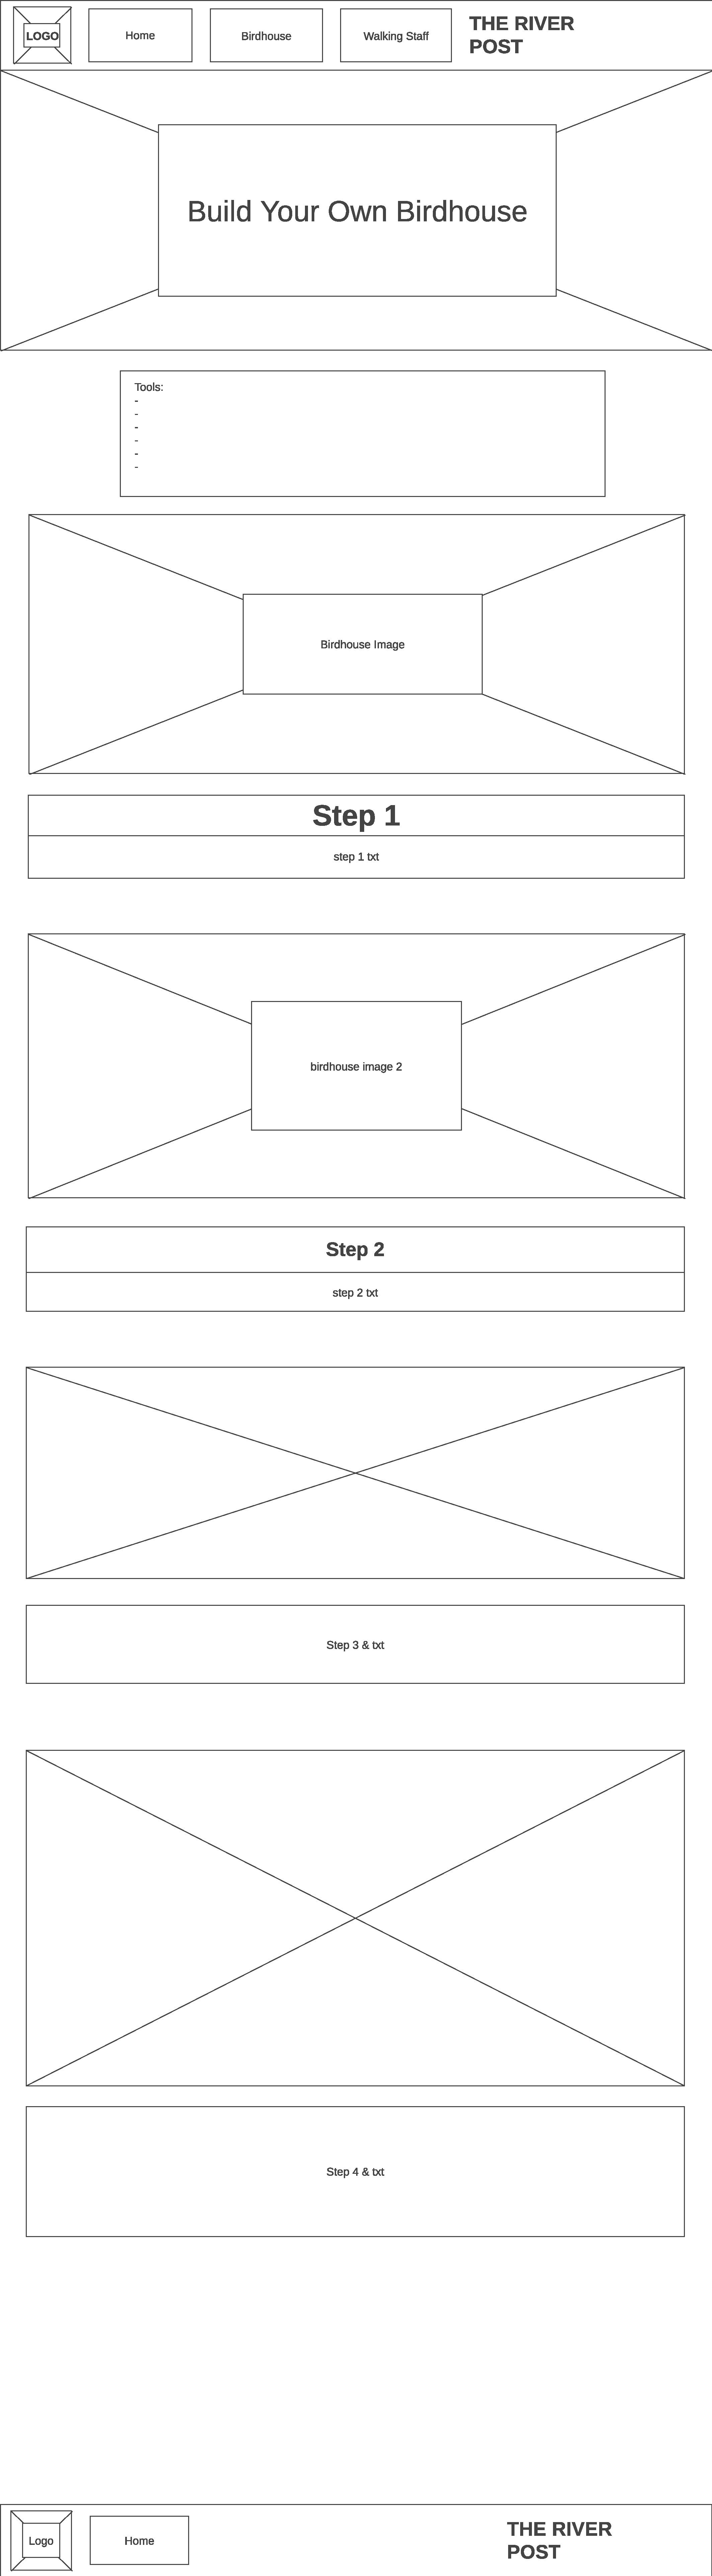 LOGO
Home
Birdhouse
Walking Staff
THE RIVER
POST
Build Your Own Birdhouse
Tools:
-
-
-
-
-
-
Birdhouse Image
Step 1
step 1 txt
birdhouse image 2
Step 2
step 2 txt
Step 3 & txt
Step 4 & txt
Logo
Home
THE RIVER
POST